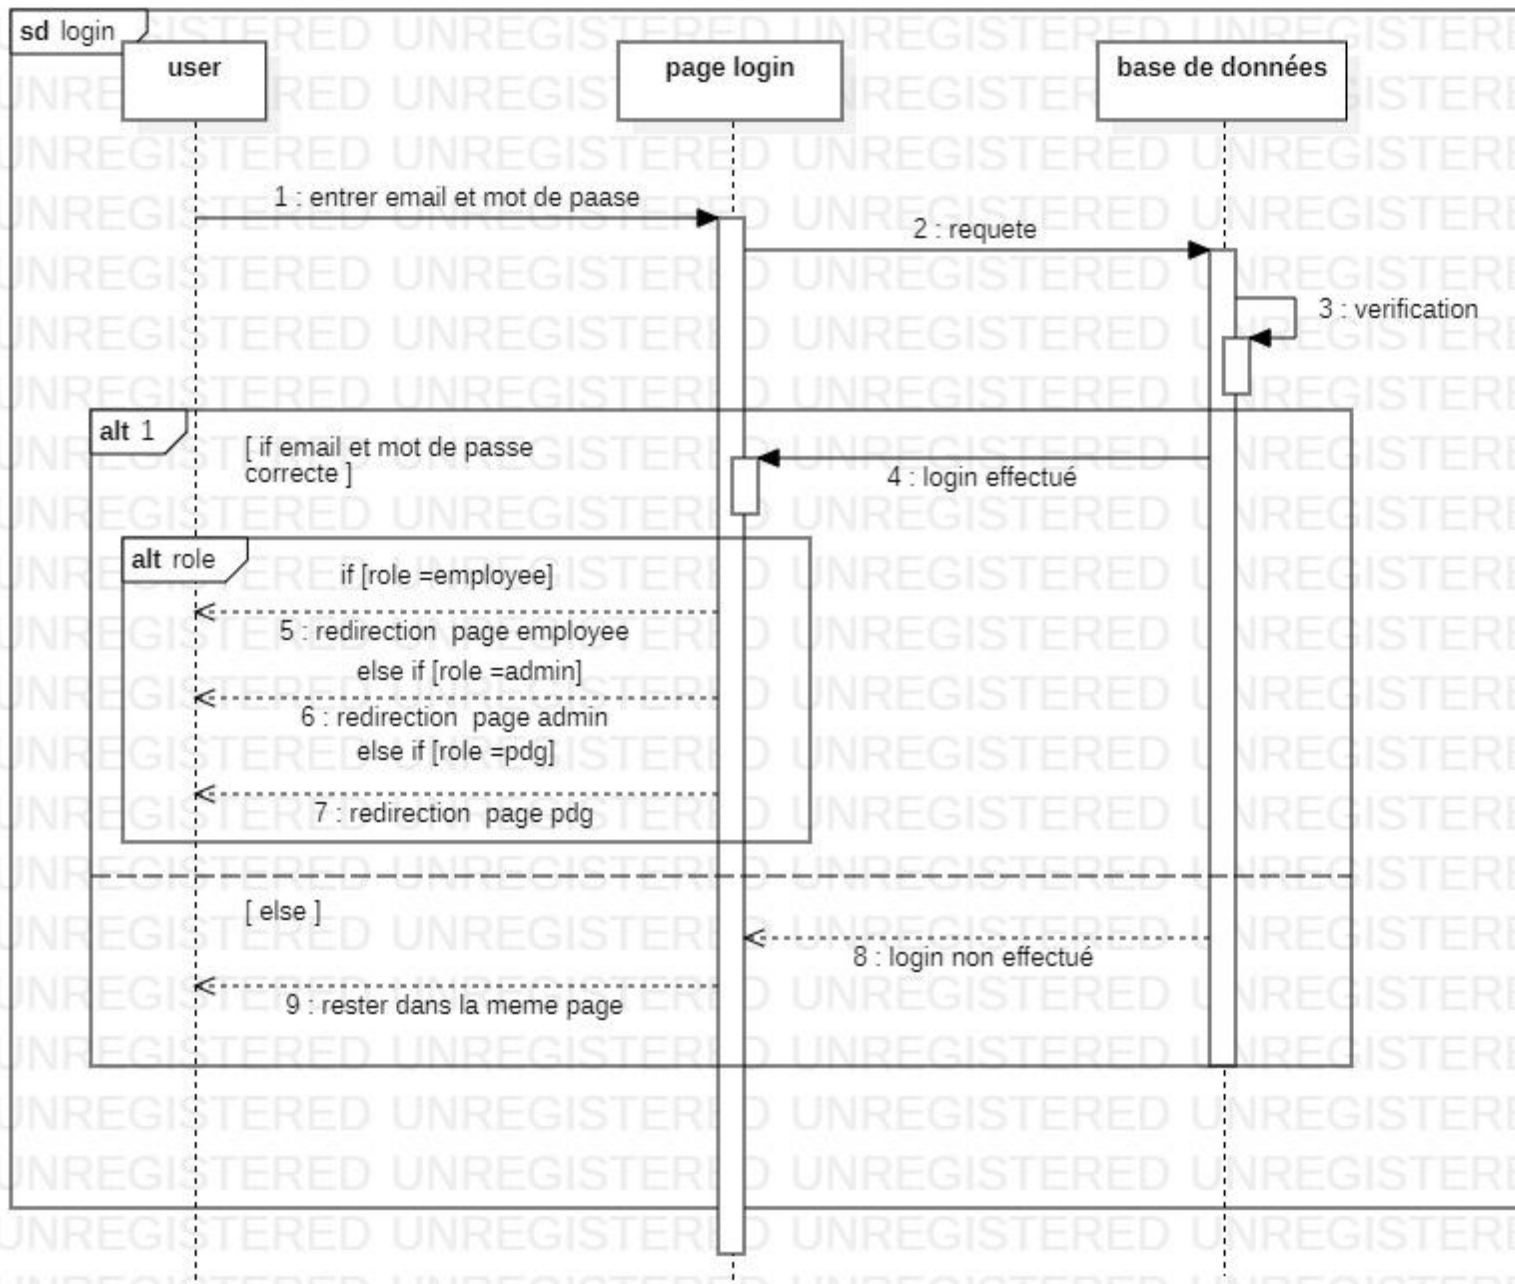 sd login
user
page login
base de données
1 : entrer email et mot de paase
2 : requete
3 : verification
alt 1
[ if email et mot de passe
correcte ]
4 : login effectué
alt role
if [role =employee]
5 : redirection page employee
else if [role =admin]
6 : redirection page admin
else if [role =pdg]
7 : redirection page pdg
[ else ]
8 : login non effectué
9 : rester dans la meme page
UNREGISTERED